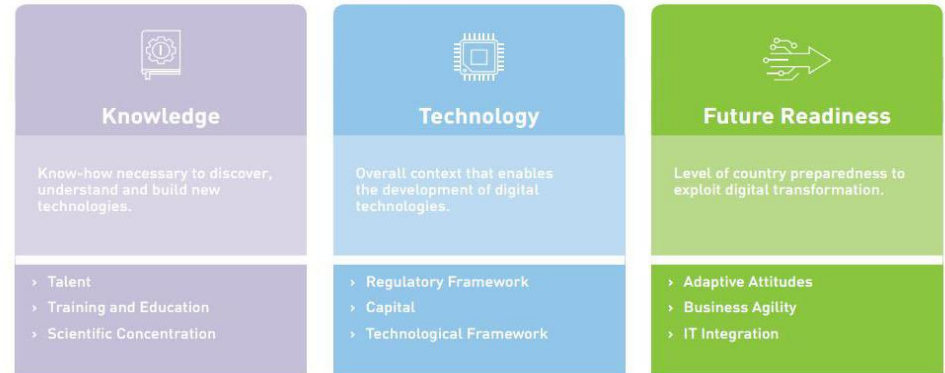 Knowledge
Know-how necessary to discover,
understand and build new
technologies.
› Talent
› Training and Education
› Scientific Concentration
Technology
Overall context that enables
the development of digital
technologies.
› Regulatory Framework
› Capital
› Technological Framework
Future Readiness
Level of country preparedness to
exploit digital transformation.
› Adaptive Attitudes
› Business Agility
› IT Integration